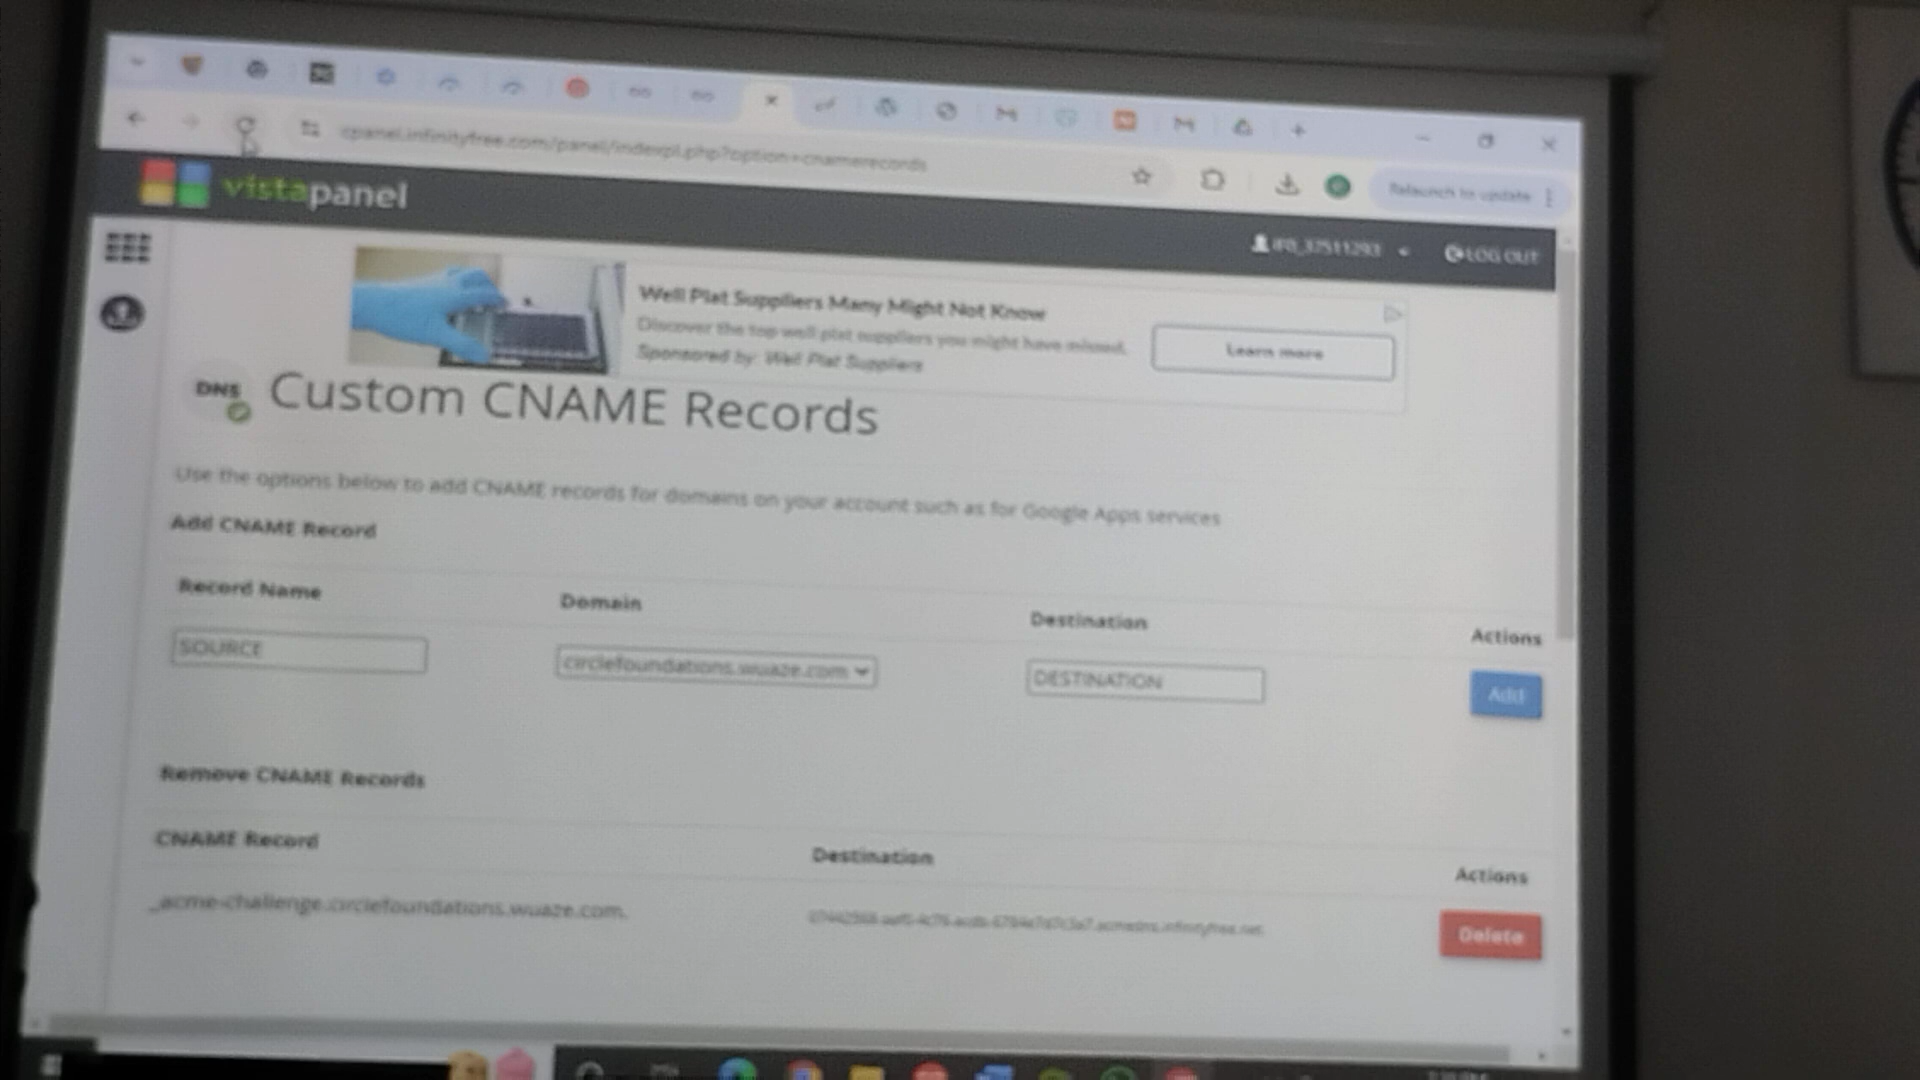 cpanel.infinityfree.com/panel/indexpl.php?option=cnamerecords
Relaunch to update
vistapanel
LOG OUT
Well Plat Suppliers Many Might Not Know
Discover the top well plat suppliers you might have missed.
Sponsored by: Well Plat Suppliers
Learn more
DNS
Custom CNAME Records
Use the options below to add CNAME records for domains on your account such as for Google Apps services
Add CNAME Record
Record Name
Domain
Destination
Actions
SOURCE
circlefoundations.wuaze.com
DESTINATION
Add
Remove CNAME Records
CNAME Record
Destination
Actions
_acme-challenge.circlefoundations.wuaze.com.
Delete